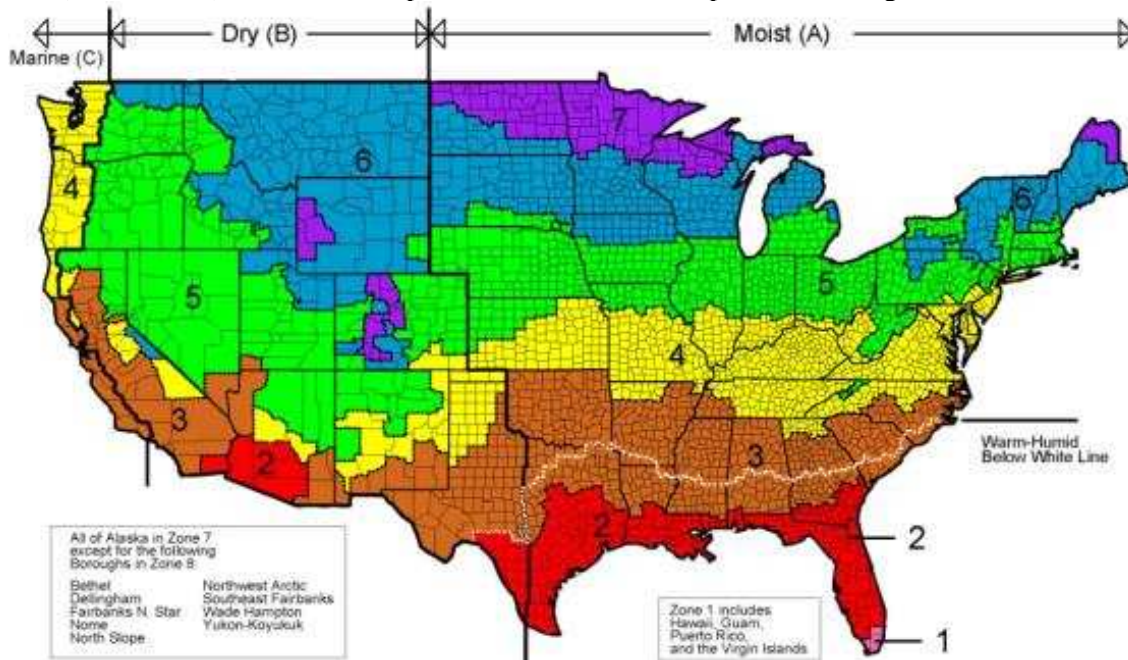 Dry (B)
Moist (A)
Marine (C)
7
6
4
6
5
5
4
3
3
2
2
Warm-Humid
Below White Line
2
1
All of Alaska in Zone 7
except for the following
Boroughs in Zone 8
Bethel Northwest Arctic
Dellingham Southeast Fairbanks
Fairbanks N. Star Wade Hampton
Nome Yukon-Koyukuk
North Slope
Zone 1 includes
Hawaii, Guam,
Puerto Rico,
and the Virgin Islands